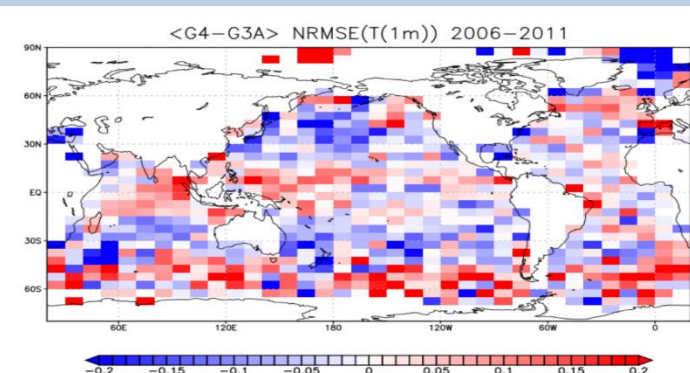 <G4-G3A> NRMSE(T(1m)) 2006-2011
90N
60N
30N
EQ
30S
60S
60E 120E 180 120W 60W 0
-0.2 -0.15 -0.1 -0.05 0 0.05 0.1 0.15 0.2